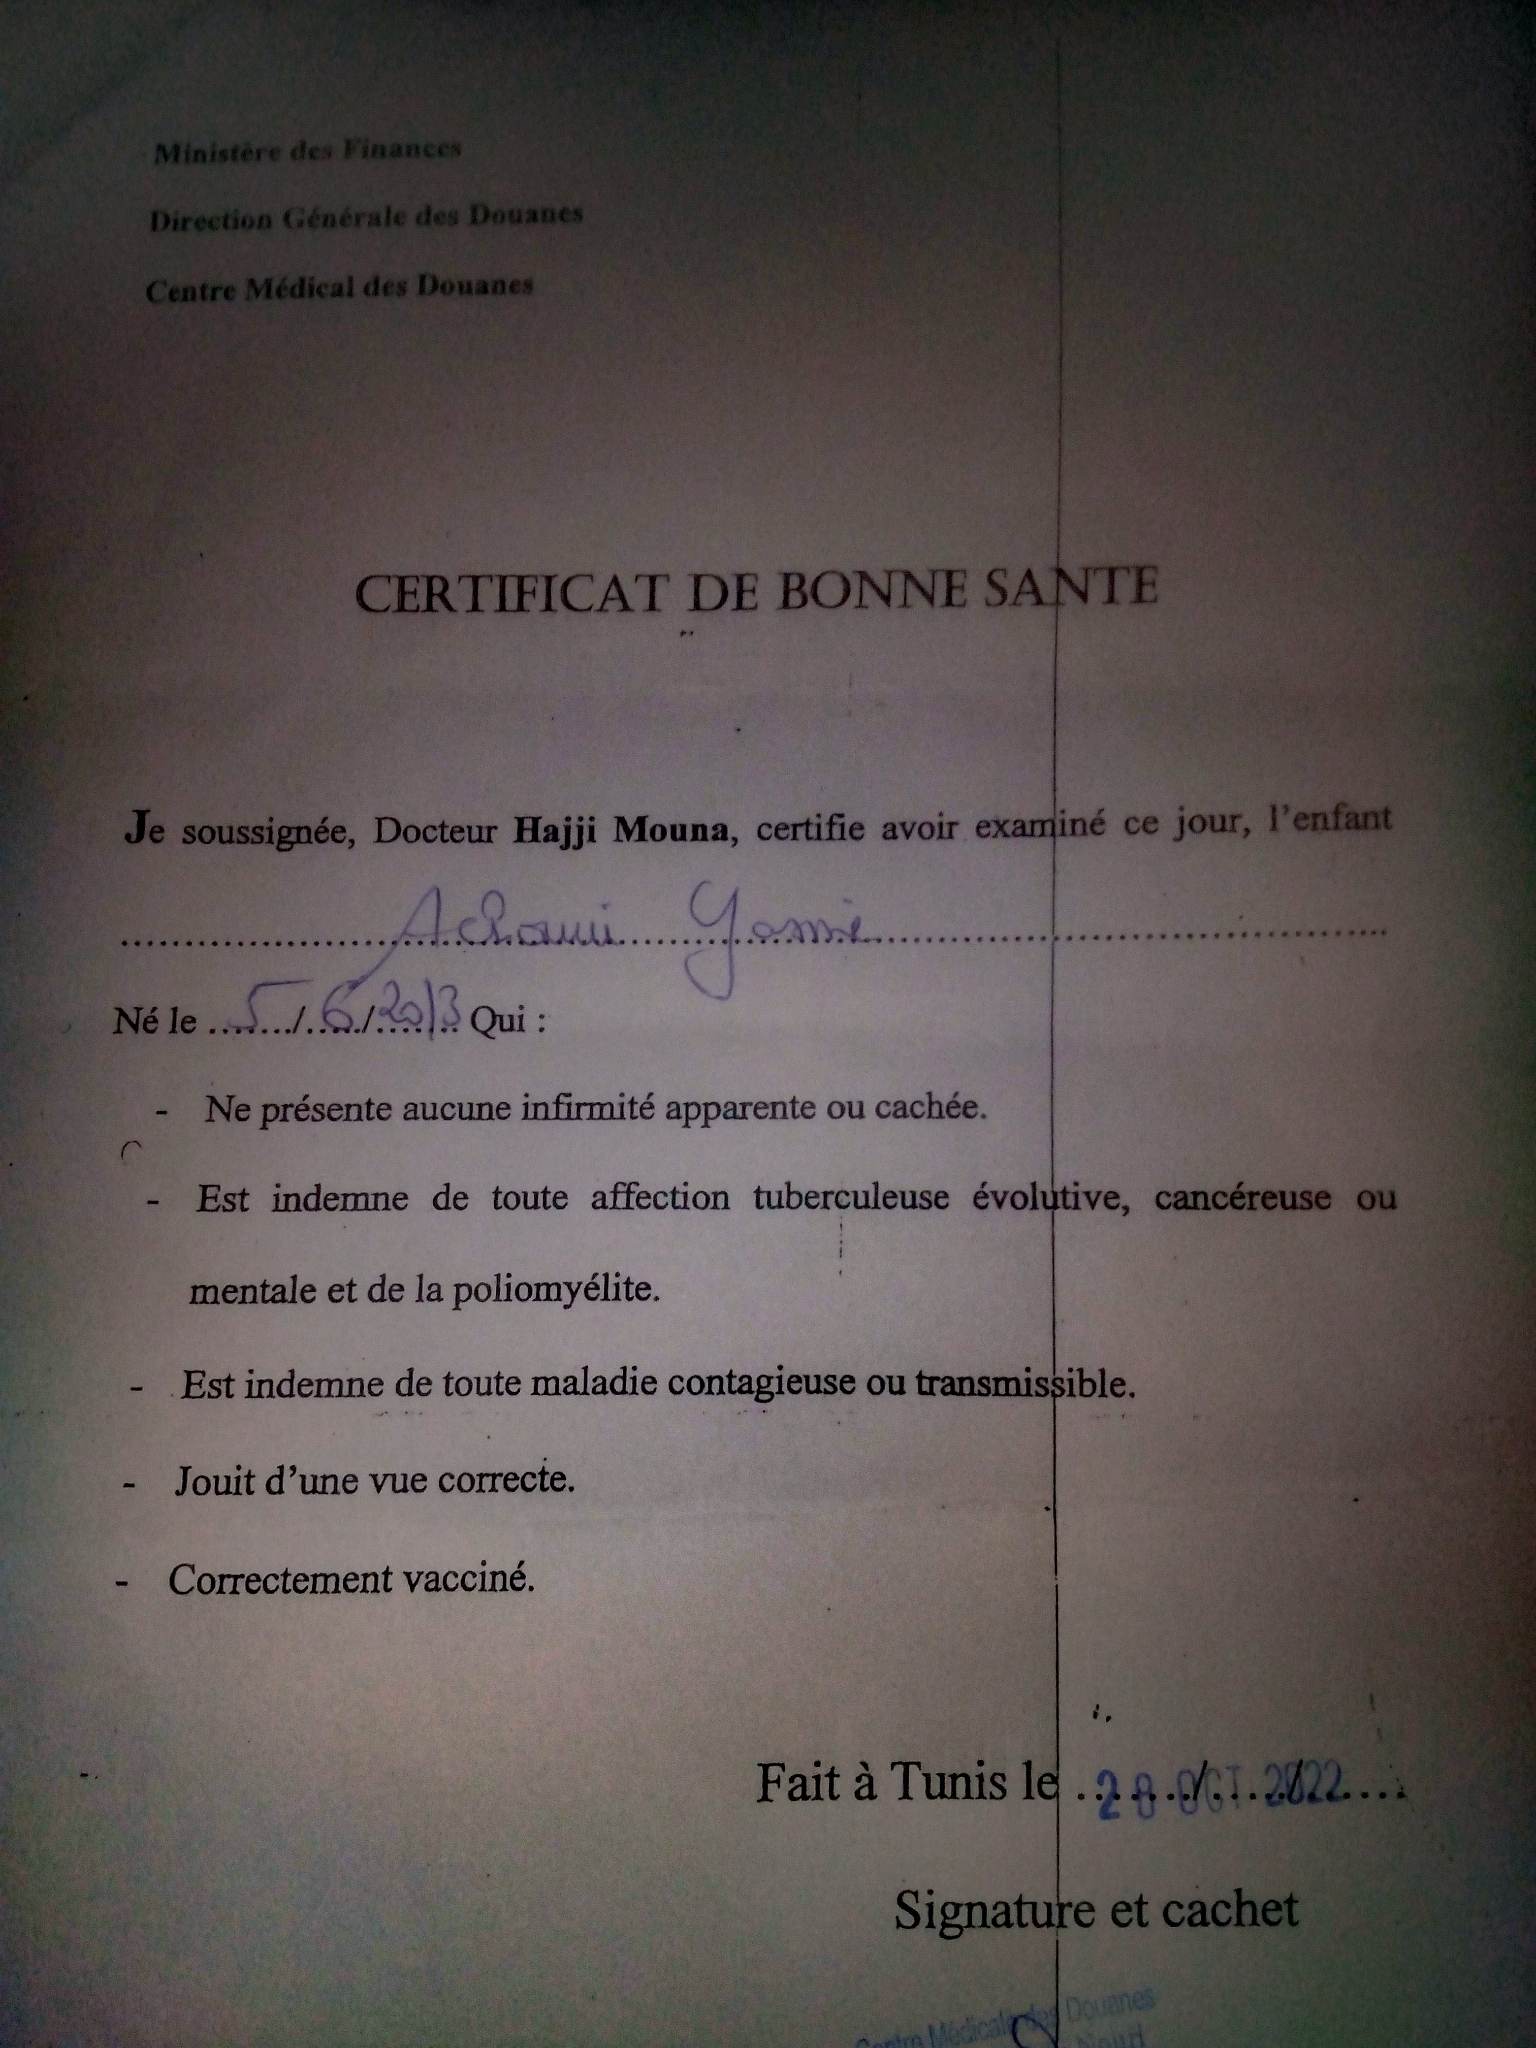 Ministère des Finances
Direction Générale des Douanes
Centre Médical des Douanes
CERTIFICAT DE BONNE SANTE
Je soussignée, Docteur Hajji Mouna, certifie avoir examiné ce jour, l'enfant
Né le 5/6/2013 Qui :
- Ne présente aucune infirmité apparente ou cachée.
- Est indemne de toute affection tuberculeuse évolutive, cancéreuse ou
mentale et de la poliomyélite.
- Est indemne de toute maladie contagieuse ou transmissible.
- Jouit d'une vue correcte.
- Correctement vacciné.
Fait à Tunis le 28 OCT 2022
Signature et cachet
Centre Médicale des Douanes